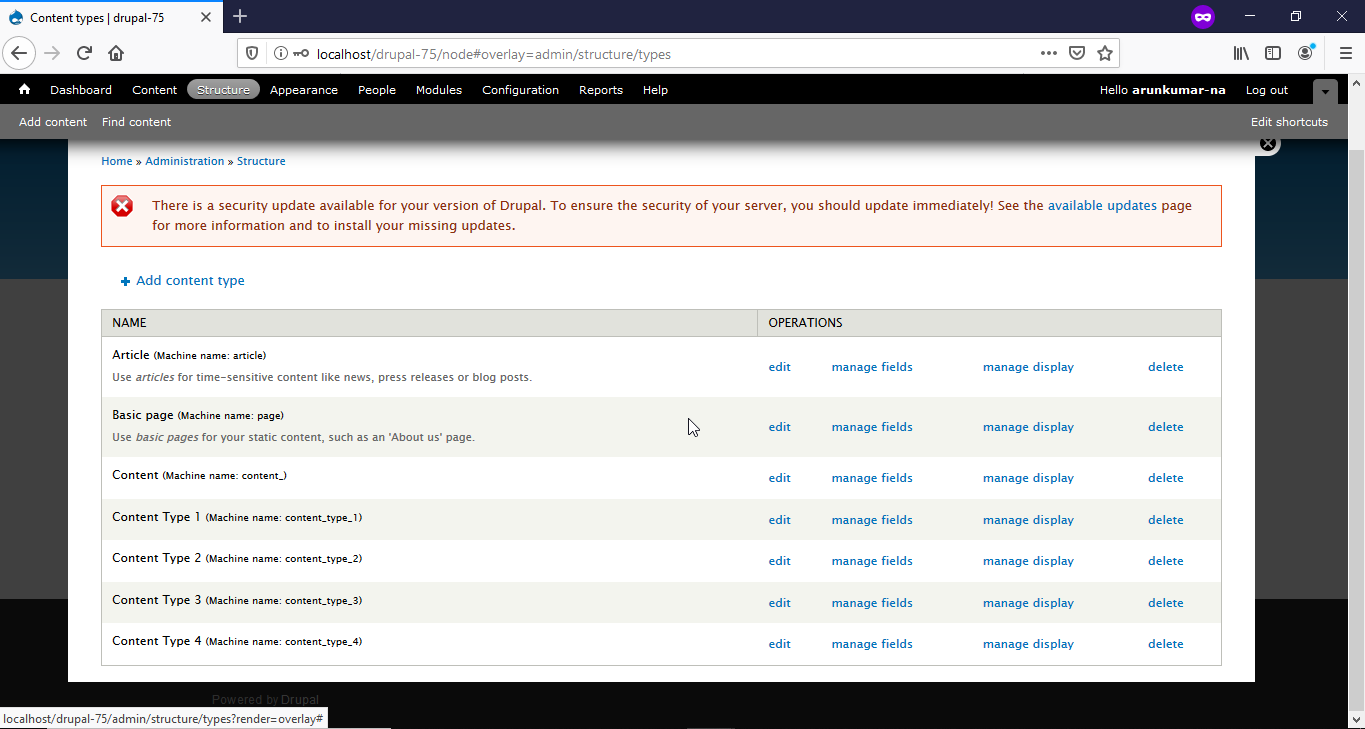 Content types | drupal-75
localhost/drupal-75/node#overlay=admin/structure/types
Dashboard Content Structure Appearance People Modules Configuration Reports Help Hello arunkumar-na Log out
Add content Find content Edit shortcuts
Home » Administration » Structure
There is a security update available for your version of Drupal. To ensure the security of your server, you should update immediately! See the available updates page
for more information and to install your missing updates.
Add content type
NAME OPERATIONS
Article (Machine name: article)
Use articles for time-sensitive content like news, press releases or blog posts.
edit manage fields manage display delete
Basic page (Machine name: page)
Use basic pages for your static content, such as an 'About us' page.
edit manage fields manage display delete
Content (Machine name: content_) edit manage fields manage display delete
Content Type 1 (Machine name: content_type_1) edit manage fields manage display delete
Content Type 2 (Machine name: content_type_2) edit manage fields manage display delete
Content Type 3 (Machine name: content_type_3) edit manage fields manage display delete
Content Type 4 (Machine name: content_type_4) edit manage fields manage display delete
Powered by Drupal
localhost/drupal-75/admin/structure/types?render=overlay#